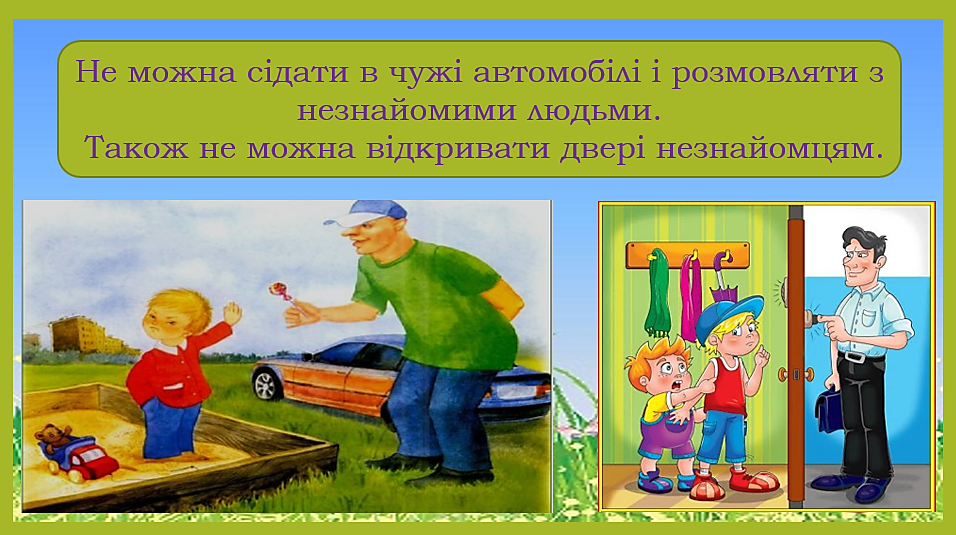 Не можна сідати в чужі автомобілі і розмовляти з
незнайомими людьми.
Також не можна відкривати двері незнайомцям.